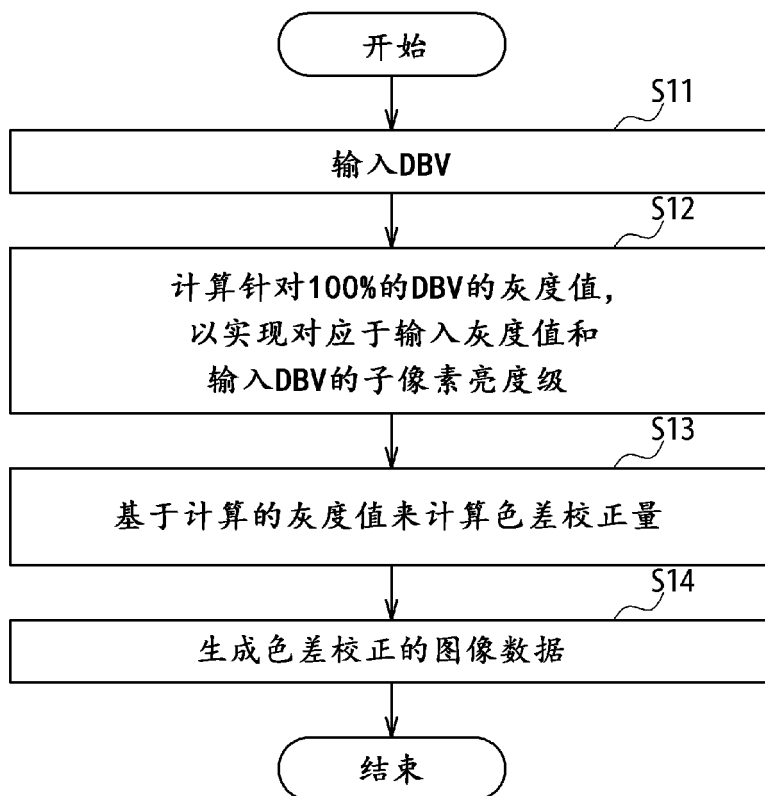 开始
S11
输入DBV
S12
计算针对100%的DBV的灰度值,
以实现对应于输入灰度值和
输入DBV的子像素亮度级
S13
基于计算的灰度值来计算色差校正量
S14
生成色差校正的图像数据
结束